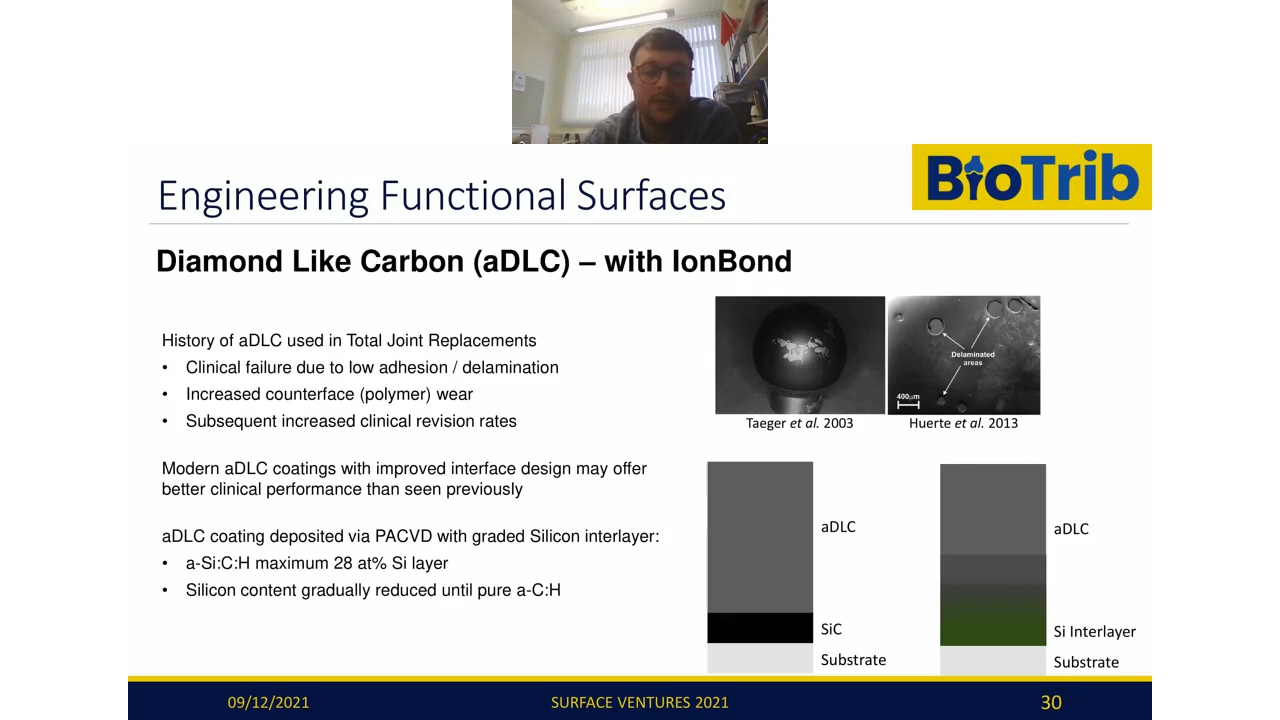 Engineering Functional Surfaces
BioTrib
Diamond Like Carbon (aDLC) – with IonBond
History of aDLC used in Total Joint Replacements
• Clinical failure due to low adhesion / delamination
• Increased counterface (polymer) wear
• Subsequent increased clinical revision rates
Modern aDLC coatings with improved interface design may offer
better clinical performance than seen previously
aDLC coating deposited via PACVD with graded Silicon interlayer:
• a-Si:C:H maximum 28 at% Si layer
• Silicon content gradually reduced until pure a-C:H
Delaminated
areas
400µm
Taeger et al. 2003
Huerte et al. 2013
aDLC
SiC
Substrate
aDLC
Si Interlayer
Substrate
09/12/2021
SURFACE VENTURES 2021
30